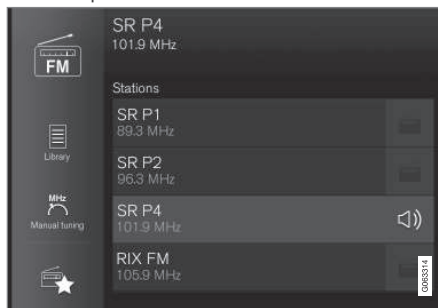 SR P4
101.9 MHz
FM
Stations
SR P1
89.3 MHz
Library
SR P2
96.3 MHz
MHz
Manual tuning
SR P4
101.9 MHz
RIX FM
105.9 MHz
G063314